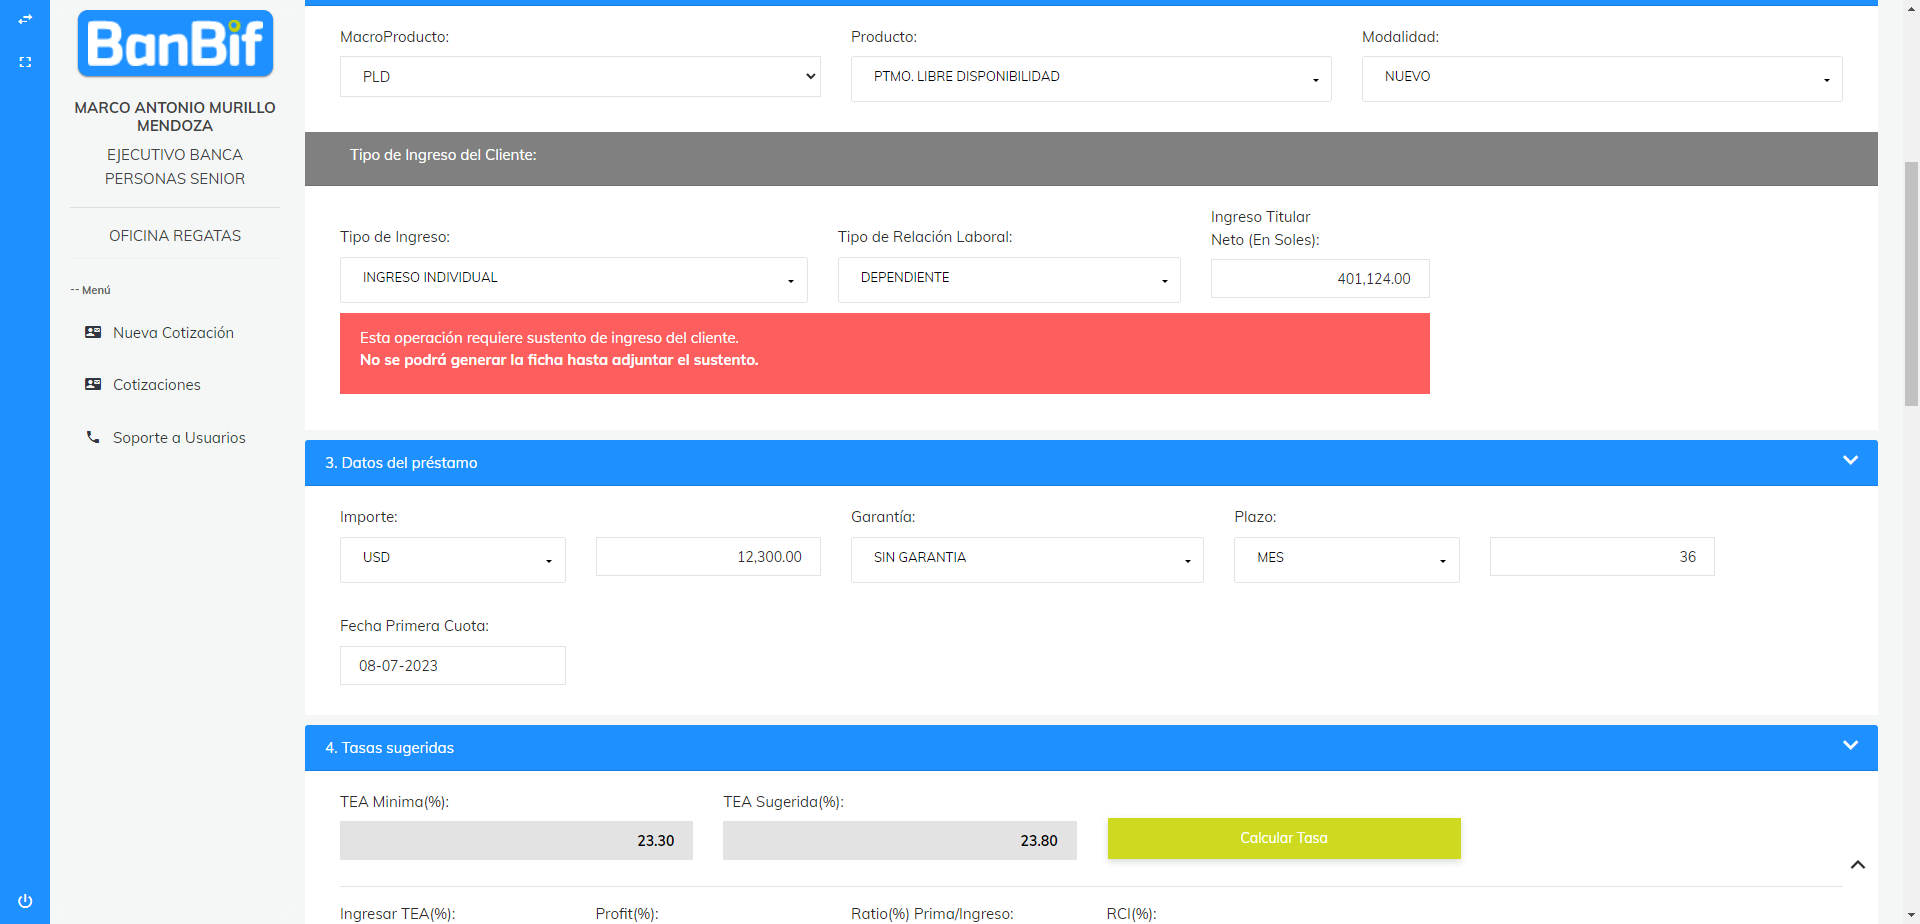 BanBif
MARCO ANTONIO MURILLO
MENDOZA
EJECUTIVO BANCA
PERSONAS SENIOR
OFICINA REGATAS
-- Menú
Nueva Cotización
Cotizaciones
Soporte a Usuarios
MacroProducto:
Producto:
Modalidad:
PLD
PTMO. LIBRE DISPONIBILIDAD
NUEVO
Tipo de Ingreso del Cliente:
Tipo de Ingreso:
Tipo de Relación Laboral:
Ingreso Titular
Neto (En Soles):
INGRESO INDIVIDUAL
DEPENDIENTE
401,124.00
Esta operación requiere sustento de ingreso del cliente.
No se podrá generar la ficha hasta adjuntar el sustento.
3. Datos del préstamo
Importe:
Garantía:
Plazo:
USD
12,300.00
SIN GARANTIA
MES
36
Fecha Primera Cuota:
08-07-2023
4. Tasas sugeridas
TEA Minima(%):
TEA Sugerida(%):
23.30
23.80
Calcular Tasa
Ingresar TEA(%):
Profit(%):
Ratio(%) Prima/Ingreso:
RCI(%):